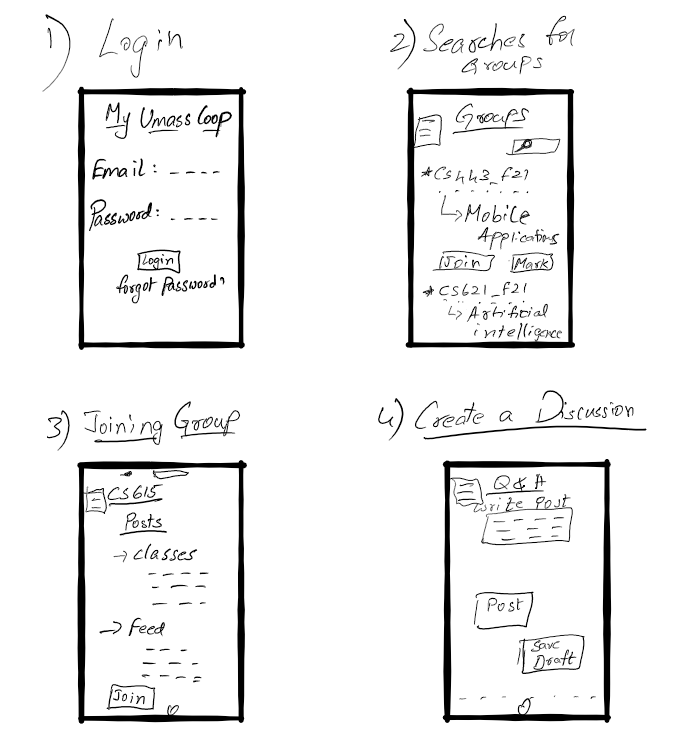 1) Login
My Umass Loop
Email: ----
Password: ----
Login
forgot Password?
2) Searches for
Groups
Groups
*CS443_f21
↳Mobile
Applications
Join Mark
*CS621_f21
↳Artificial
intelligence
3) Joining Group
CS615
Posts
→ classes
→ Feed
Join
4) Create a Discussion
Q & A
Write Post
Post
Save
Draft